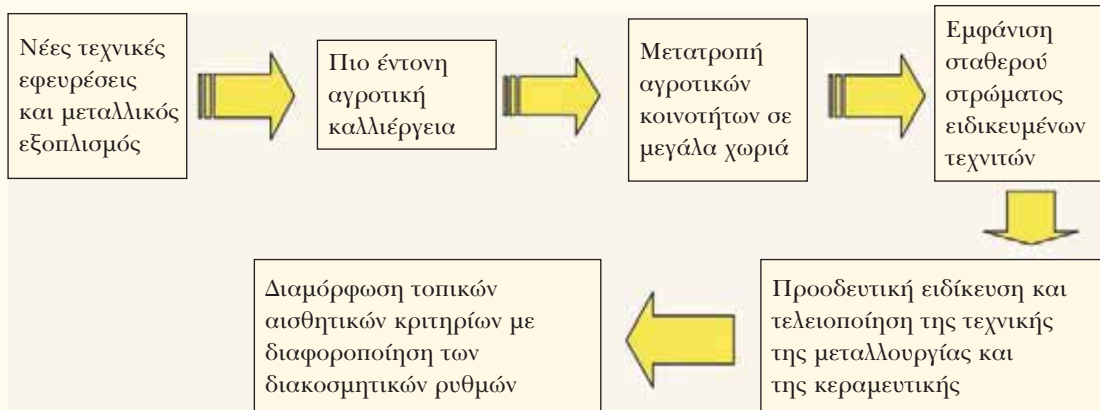 Νέες τεχνικές
εφευρέσεις
και μεταλλικός
εξοπλισμός
Πιο έντονη
αγροτική
καλλιέργεια
Μετατροπή
αγροτικών
κοινοτήτων σε
μεγάλα χωριά
Εμφάνιση
σταθερού
στρώματος
ειδικευμένων
τεχνιτών
Προοδευτική ειδίκευση και
τελειοποίηση της τεχνικής
της μεταλλουργίας και
της κεραμευτικής
Διαμόρφωση τοπικών
αισθητικών κριτηρίων με
διαφοροποίηση των
διακοσμητικών ρυθμών